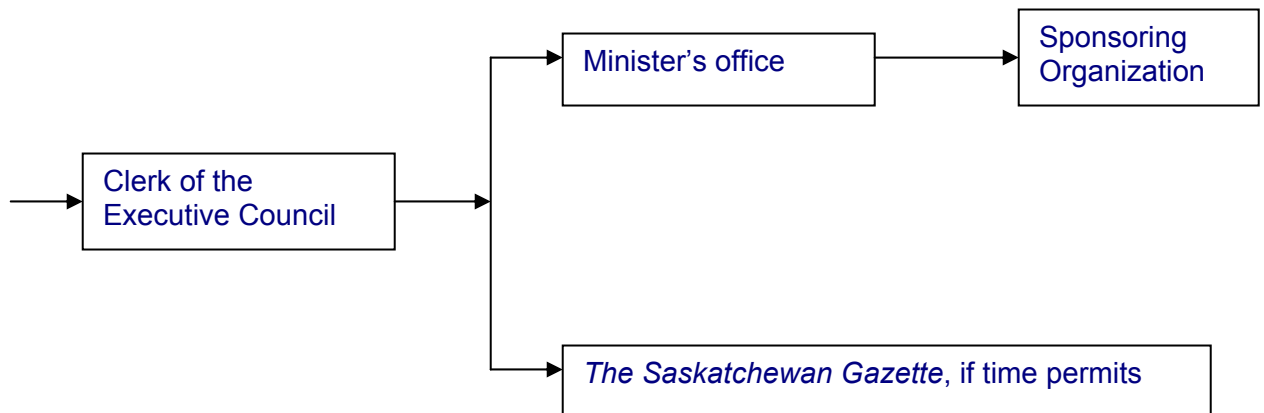 Minister’s office
Sponsoring
Organization
Clerk of the
Executive Council
The Saskatchewan Gazette, if time permits